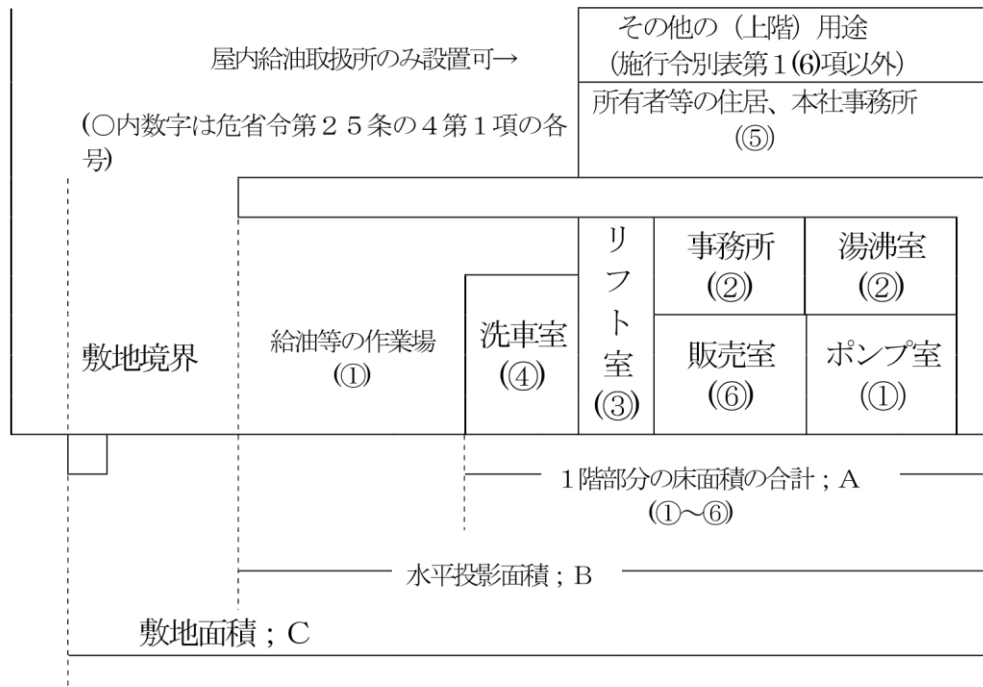 その他の（上階）用途
屋内給油取扱所のみ設置可→
(施行令別表第１(6)項以外)
所有者等の住居、本社事務所
(⑤)
(○内数字は危省令第２５条の４第１項の各
号)
リフト室
(③)
事務所
(②)
湯沸室
(②)
敷地境界
給油等の作業場
(①)
洗車室
(④)
販売室
(⑥)
ポンプ室
(①)
１階部分の床面積の合計；A
(①～⑥)
水平投影面積；B
敷地面積；C